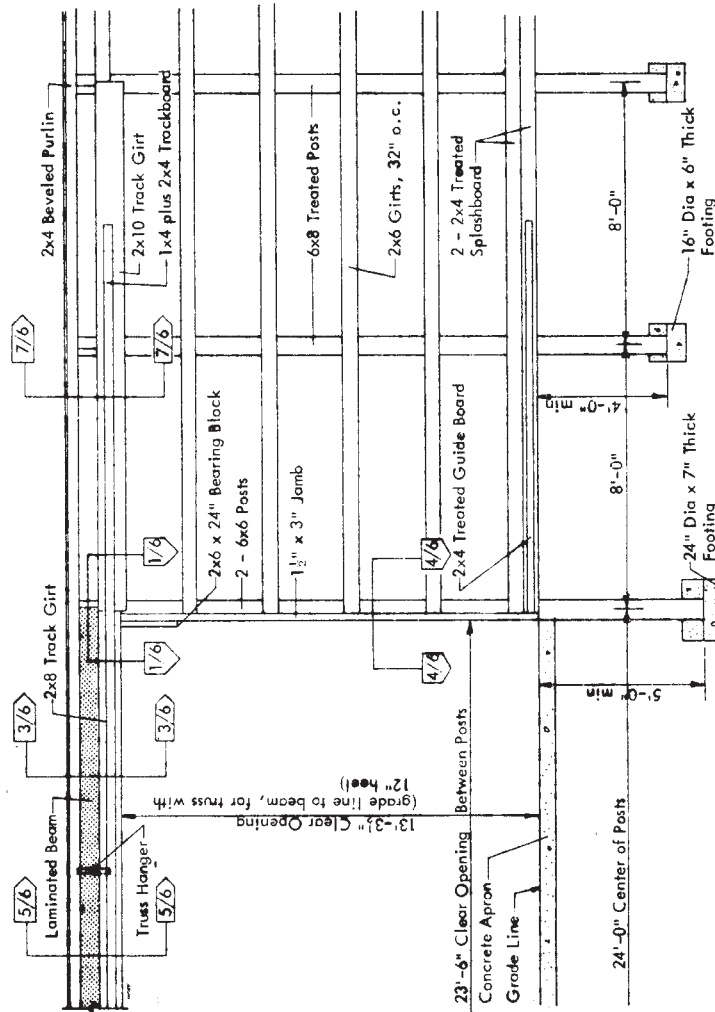 5/6
3/6
7/6
Laminated Beam
2x8 Track Girt
2x4 Beveled Purlin
Truss Hanger
1/6
1/6
2x10 Track Girt
1x4 plus 2x4 Trackboard
5/6
3/6
7/6
2x6 x 24" Bearing Block
2 - 6x6 Posts
1½" x 3" Jamb
6x8 Treated Posts
2x6 Girts, 32" o.c.
13'-3½" Clear Opening
(grade line to beam, for truss with
12" heel)
4/6
4/6
2x4 Treated Guide Board
2 - 2x4 Treated
Splashboard
23'-6" Clear Opening Between Posts
Concrete Apron
Grade Line
24'-0" Center of Posts
5'-0" min
4'-0" min
8'-0"
8'-0"
24" Dia x 7" Thick
Footing
16" Dia x 6" Thick
Footing